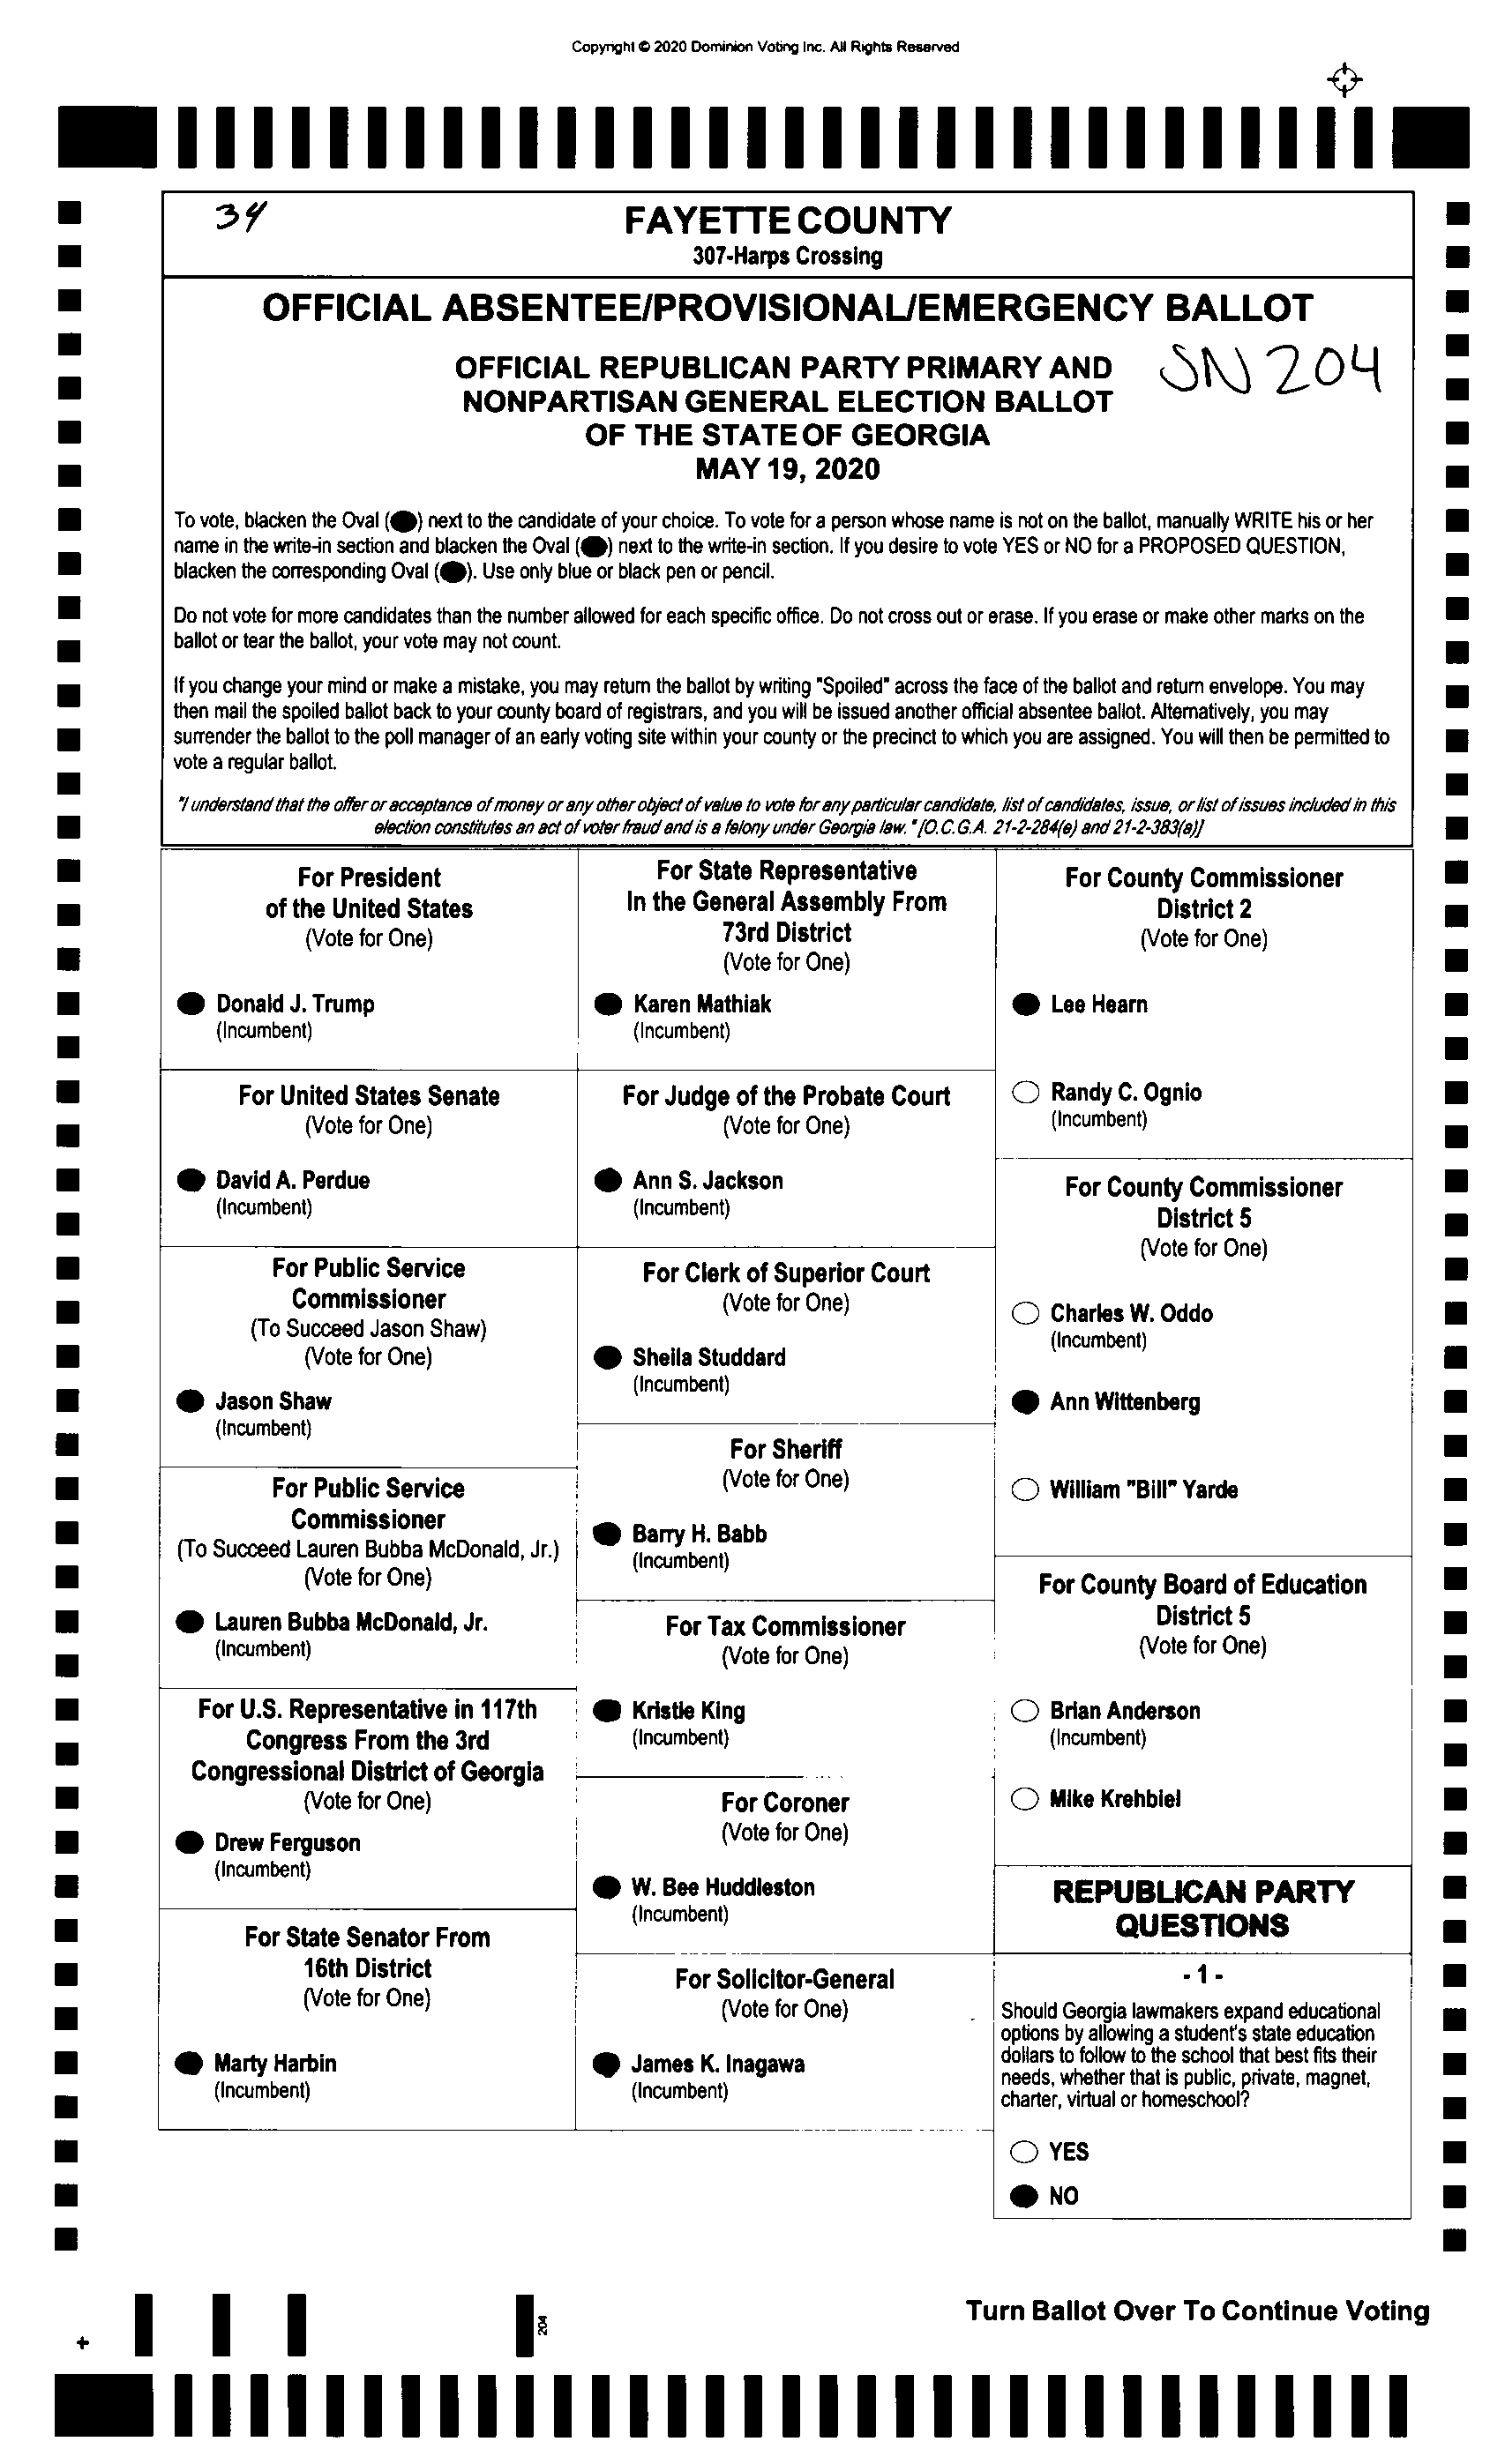 Copyright © 2020 Dominion Voting Inc. All Rights Reserved
34
FAYETTE COUNTY
307-Harps Crossing
OFFICIAL ABSENTEE/PROVISIONAL/EMERGENCY BALLOT
OFFICIAL REPUBLICAN PARTY PRIMARY AND
NONPARTISAN GENERAL ELECTION BALLOT
OF THE STATE OF GEORGIA
MAY 19, 2020
SN 204
To vote, blacken the Oval (●) next to the candidate of your choice. To vote for a person whose name is not on the ballot, manually WRITE his or her
name in the write-in section and blacken the Oval (●) next to the write-in section. If you desire to vote YES or NO for a PROPOSED QUESTION,
blacken the corresponding Oval (●). Use only blue or black pen or pencil.
Do not vote for more candidates than the number allowed for each specific office. Do not cross out or erase. If you erase or make other marks on the
ballot or tear the ballot, your vote may not count.
If you change your mind or make a mistake, you may return the ballot by writing "Spoiled" across the face of the ballot and return envelope. You may
then mail the spoiled ballot back to your county board of registrars, and you will be issued another official absentee ballot. Alternatively, you may
surrender the ballot to the poll manager of an early voting site within your county or the precinct to which you are assigned. You will then be permitted to
vote a regular ballot.
"I understand that the offer or acceptance of money or any other object of value to vote for any particular candidate, list of candidates, issue, or list of issues included in this
election constitutes an act of voter fraud and is a felony under Georgia law." [O.C.G.A. 21-2-284(e) and 21-2-383(a)]
For President
of the United States
(Vote for One)
Donald J. Trump
(Incumbent)
For United States Senate
(Vote for One)
David A. Perdue
(Incumbent)
For Public Service
Commissioner
(To Succeed Jason Shaw)
(Vote for One)
Jason Shaw
(Incumbent)
For Public Service
Commissioner
(To Succeed Lauren Bubba McDonald, Jr.)
(Vote for One)
Lauren Bubba McDonald, Jr.
(Incumbent)
For U.S. Representative in 117th
Congress From the 3rd
Congressional District of Georgia
(Vote for One)
Drew Ferguson
(Incumbent)
For State Senator From
16th District
(Vote for One)
Marty Harbin
(Incumbent)
For State Representative
In the General Assembly From
73rd District
(Vote for One)
Karen Mathiak
(Incumbent)
For Judge of the Probate Court
(Vote for One)
Ann S. Jackson
(Incumbent)
For Clerk of Superior Court
(Vote for One)
Sheila Studdard
(Incumbent)
For Sheriff
(Vote for One)
Barry H. Babb
(Incumbent)
For Tax Commissioner
(Vote for One)
Kristie King
(Incumbent)
For Coroner
(Vote for One)
W. Bee Huddleston
(Incumbent)
For Solicitor-General
(Vote for One)
James K. Inagawa
(Incumbent)
For County Commissioner
District 2
(Vote for One)
Lee Hearn
Randy C. Ognio
(Incumbent)
For County Commissioner
District 5
(Vote for One)
Charles W. Oddo
(Incumbent)
Ann Wittenberg
William "Bill" Yarde
For County Board of Education
District 5
(Vote for One)
Brian Anderson
(Incumbent)
Mike Krehbiel
REPUBLICAN PARTY
QUESTIONS
- 1 -
Should Georgia lawmakers expand educational
options by allowing a student's state education
dollars to follow to the school that best fits their
needs, whether that is public, private, magnet,
charter, virtual or homeschool?
YES
NO
204
Turn Ballot Over To Continue Voting